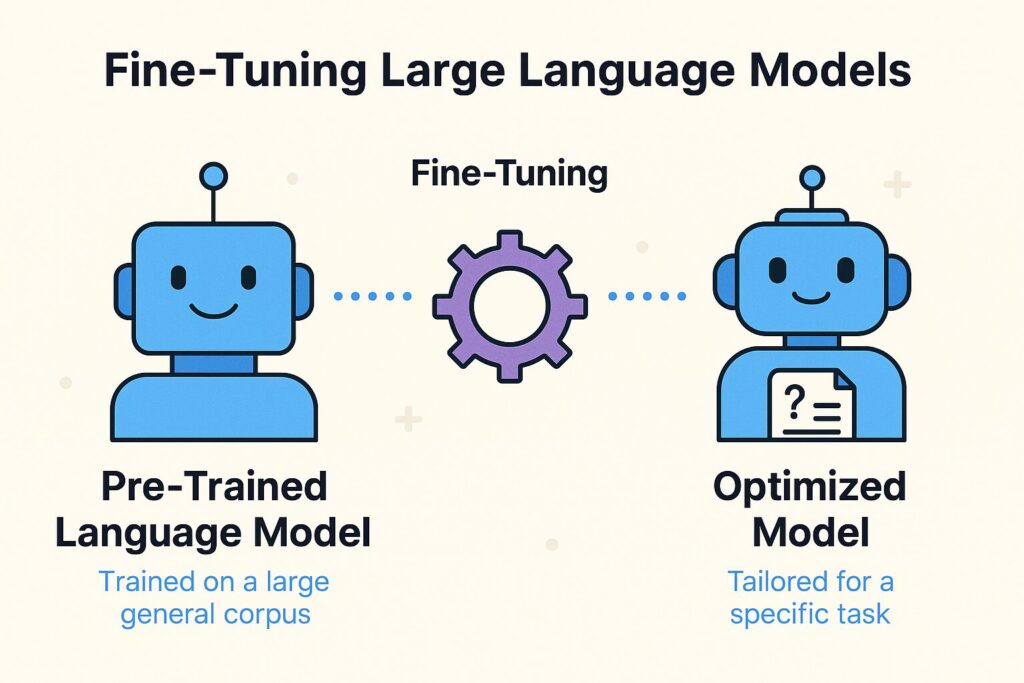 Fine-Tuning Large Language Models
Fine-Tuning
?
Pre-Trained
Language Model
Trained on a large
general corpus
Optimized
Model
Tailored for a
specific task